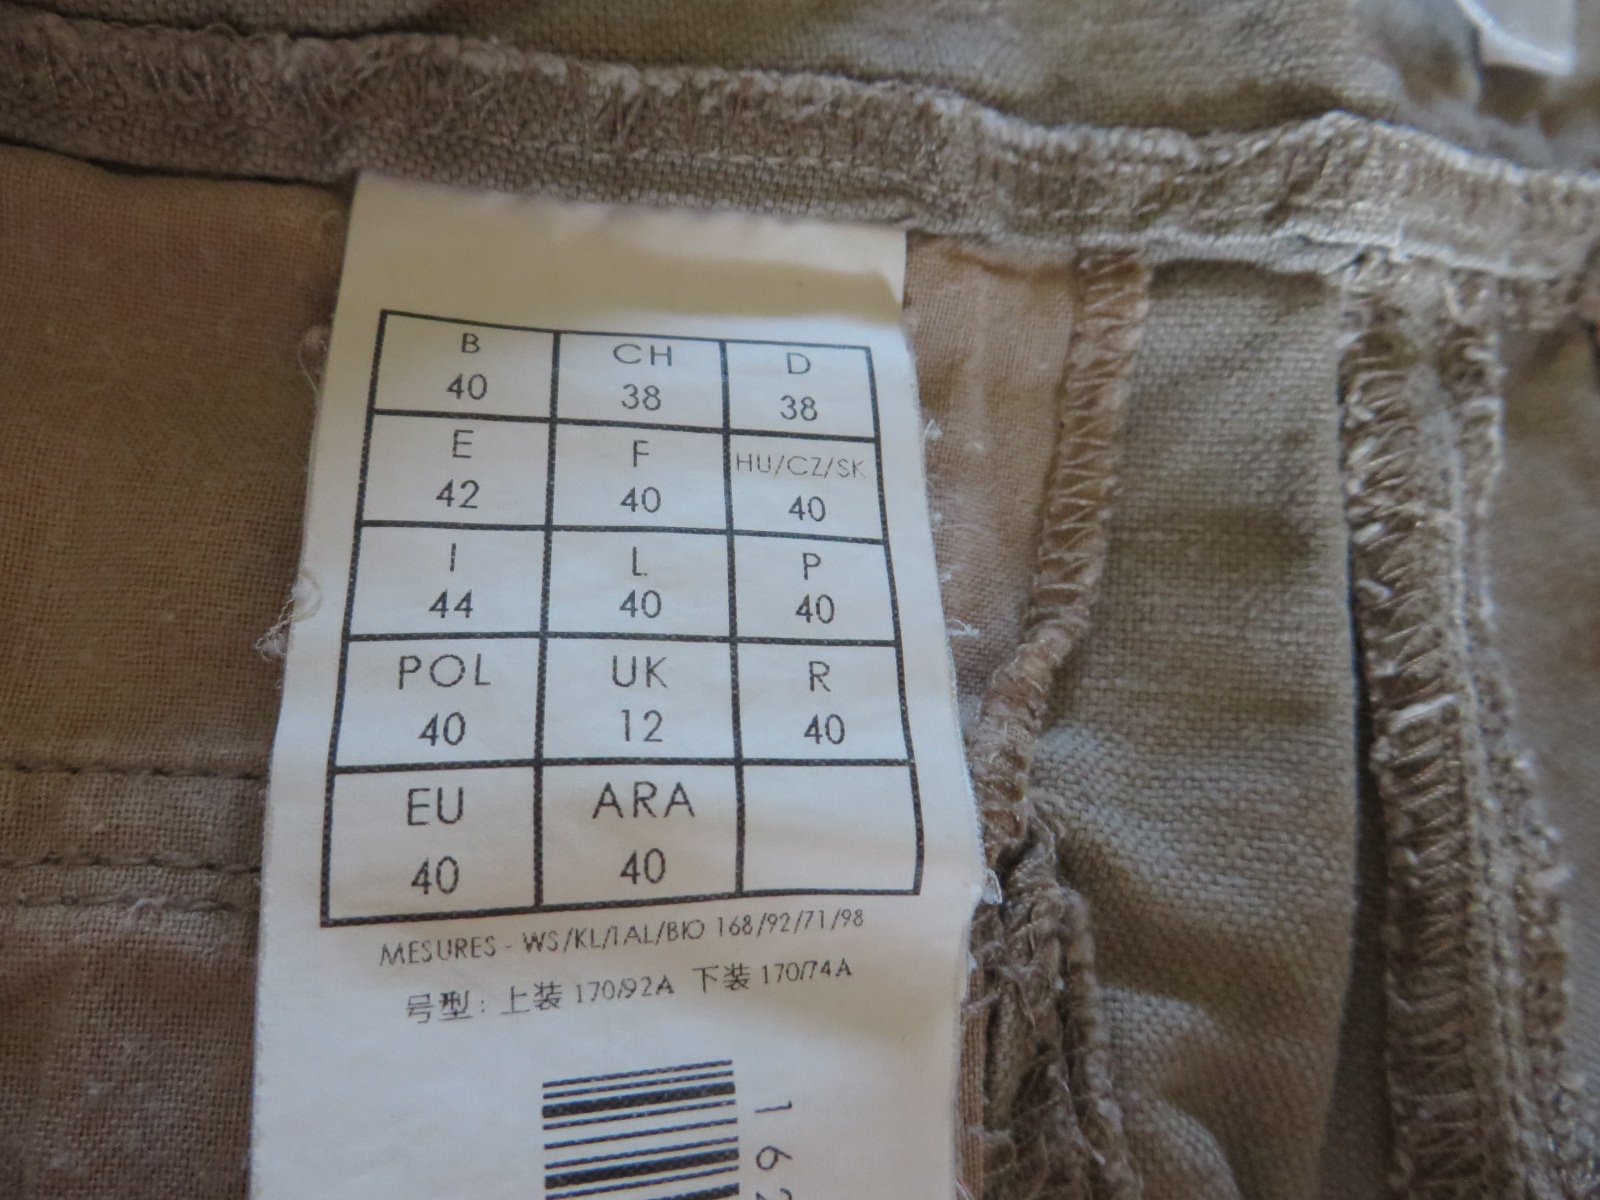 B CH D
40 38 38
E F HU/CZ/SK
42 40 40
I L P
44 40 40
POL UK R
40 12 40
EU ARA
40 40
MESURES - WS/KL/TAL/BIO 168/92/71/98
号型: 上装 170/92A 下装 170/74A
162